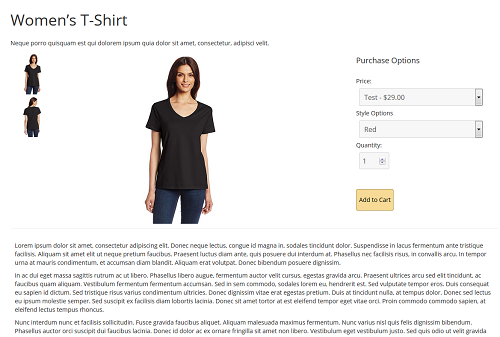 Women's T-Shirt
Neque porro quisquam est qui dolorem ipsum quia dolor sit amet, consectetur, adipisci velit.
Purchase Options
Price:
Test - $29.00
Style Options
Red
Quantity:
1
Add to Cart
Lorem ipsum dolor sit amet, consectetur adipiscing elit. Donec neque lectus, congue id magna in, sodales tincidunt dolor. Suspendisse in lacus fermentum ante tristique
facilisis. Aliquam sit amet elit ut neque pretium faucibus. Praesent luctus diam ante, quis posuere dui interdum at. Phasellus nec facilisis risus, in convallis arcu. In tempor
urna at mauris condimentum, et accumsan diam blandit. Aliquam erat volutpat. Donec bibendum posuere dignissim.
In ac dui eget massa sagittis rutrum ac ut libero. Phasellus libero augue, fermentum auctor velit cursus, egestas gravida arcu. Praesent ultrices arcu sed elit tincidunt, ac
faucibus quam aliquam. Vestibulum fermentum fermentum accumsan. Sed in sem commodo, sodales lorem eu, hendrerit est. Sed vulputate tempor eros. Duis consequat
eu sapien id dictum. Sed tristique risus varius condimentum ultricies. Donec vitae erat egestas pretium. Duis at tincidunt nulla, at tempus dolor. Donec sed lectus
eu ipsum molestie semper. Sed suscipit ex facilisis diam lobortis lacinia. Donec sit amet tortor at est eleifend tempor eget vitae orci. Proin commodo commodo sapien, at
eleifend lectus tempus rhoncus.
Nunc interdum nunc et facilisis sollicitudin. Fusce gravida faucibus aliquet. Aliquam malesuada maximus fermentum. Nunc varius nisl quis felis dignissim bibendum.
Phasellus auctor orci suscipit dui faucibus lacinia. Donec id dolor ac ex ornare fringilla sit amet non libero. Vestibulum eget vestibulum justo. Sed quis odio ut velit gravida